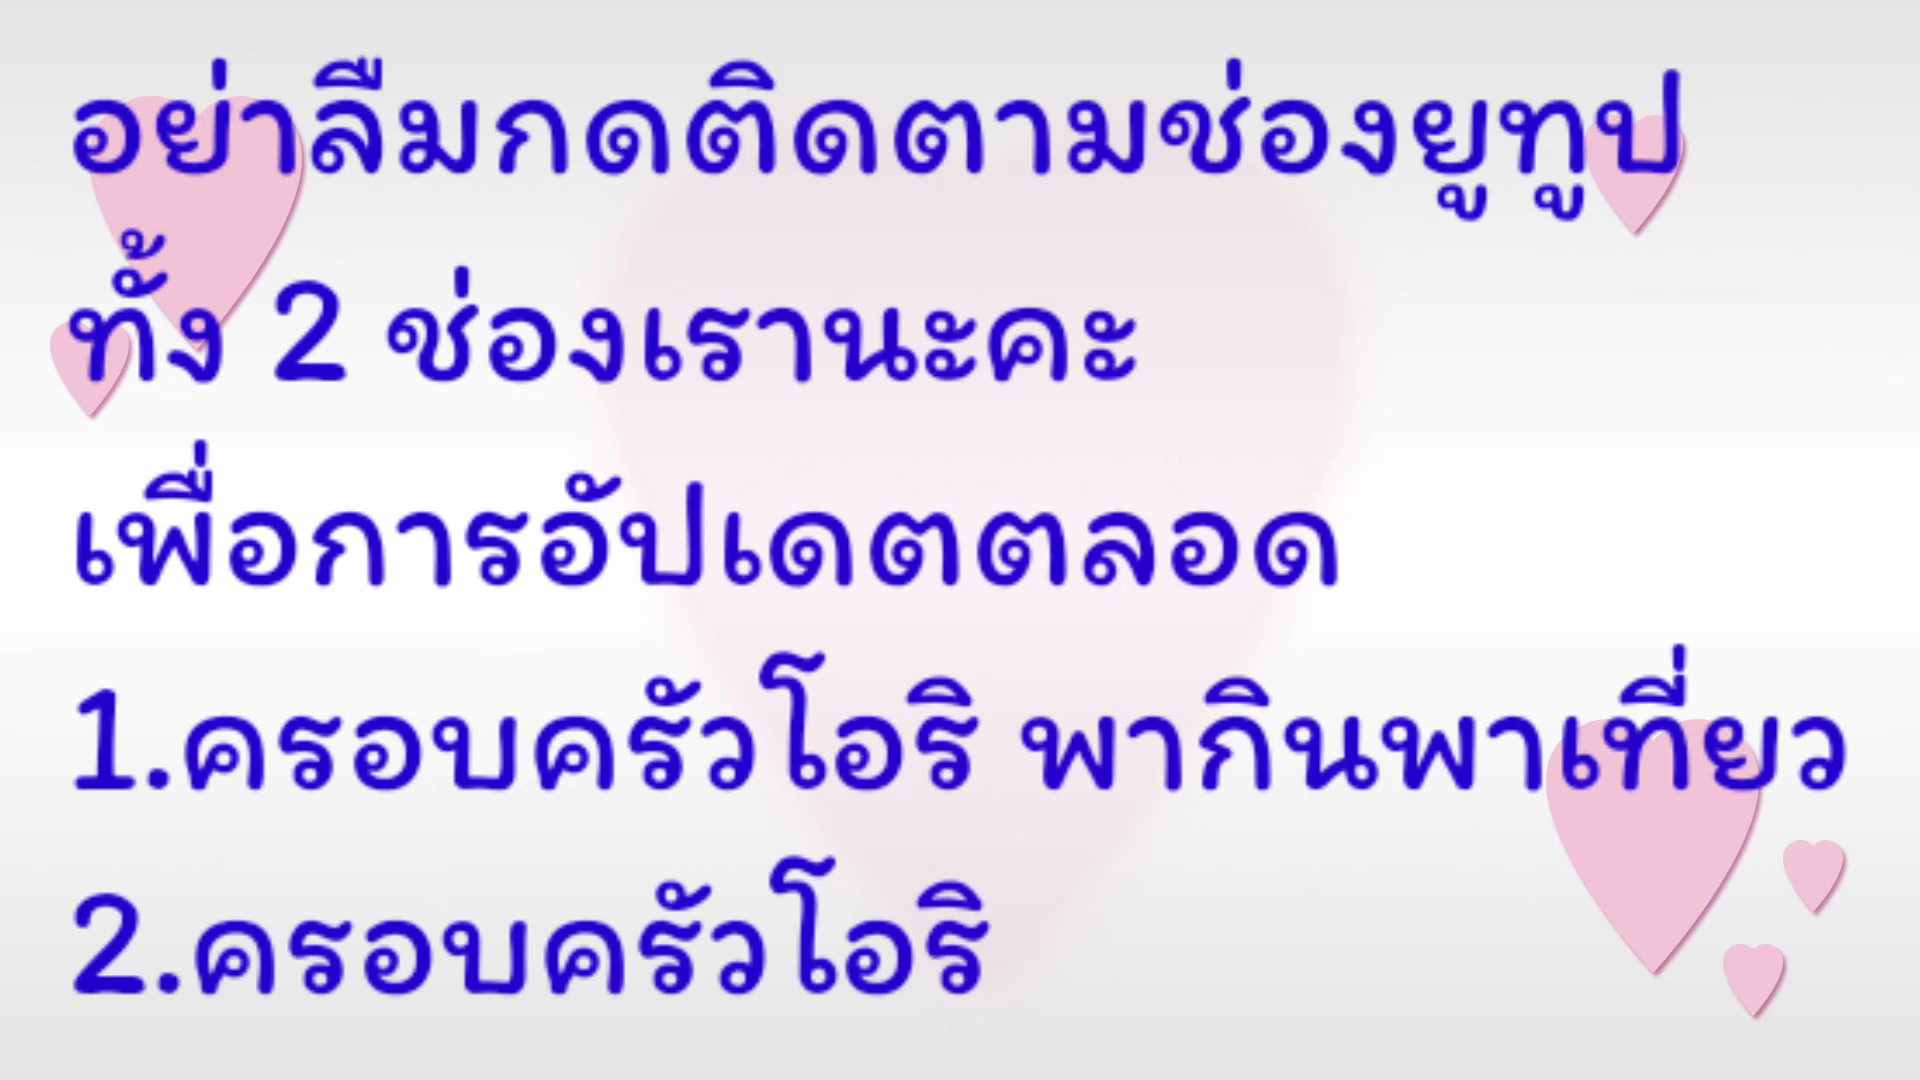 อย่าลืมกดติดตามช่องยูทูป
ทั้ง 2 ช่องเรานะคะ
เพื่อการอัปเดตตลอด
1.ครอบครัวโอริ พากินพาเที่ยว
2.ครอบครัวโอริ